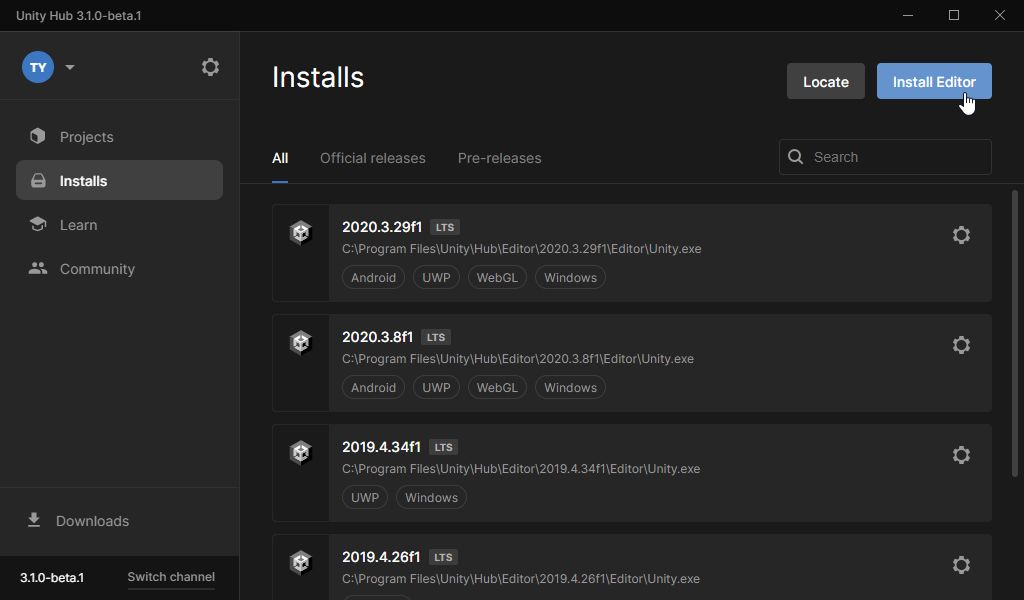 Unity Hub 3.1.0-beta.1
TY
Projects
Installs
Learn
Community
Downloads
3.1.0-beta.1 Switch channel
Installs
Locate Install Editor
All Official releases Pre-releases Search
2020.3.29f1 LTS
C:\Program Files\Unity\Hub\Editor\2020.3.29f1\Editor\Unity.exe
Android UWP WebGL Windows
2020.3.8f1 LTS
C:\Program Files\Unity\Hub\Editor\2020.3.8f1\Editor\Unity.exe
Android UWP WebGL Windows
2019.4.34f1 LTS
C:\Program Files\Unity\Hub\Editor\2019.4.34f1\Editor\Unity.exe
UWP Windows
2019.4.26f1 LTS
C:\Program Files\Unity\Hub\Editor\2019.4.26f1\Editor\Unity.exe